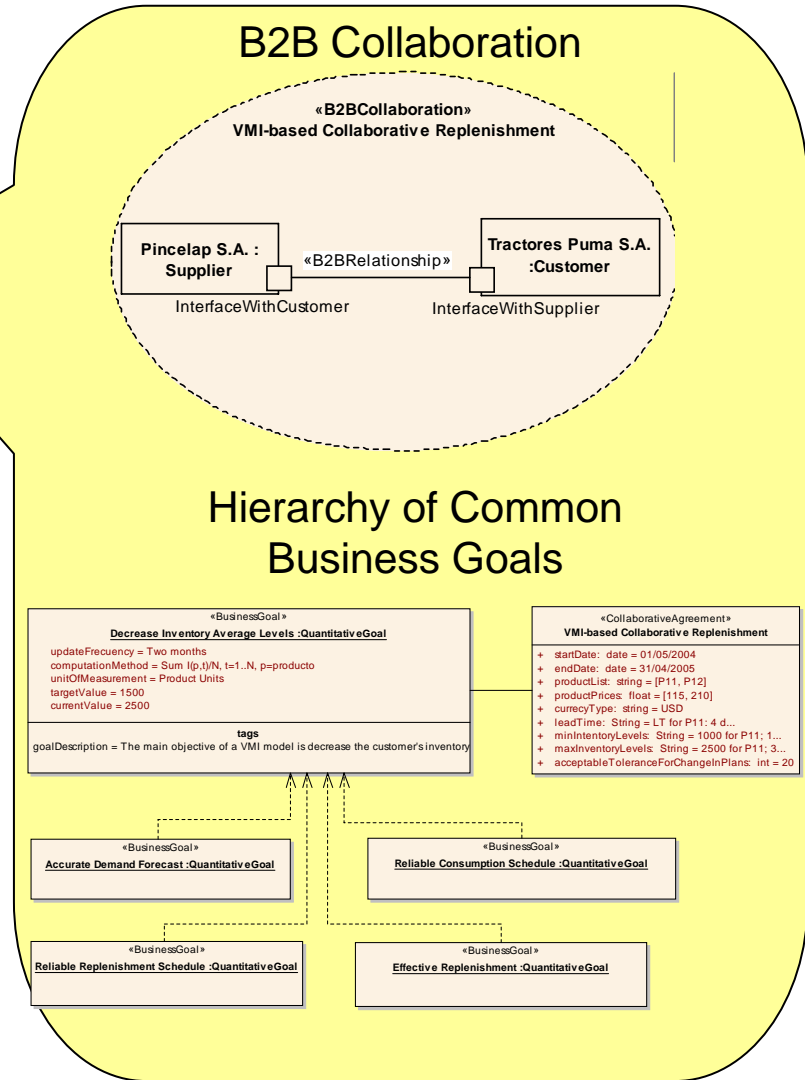 B2B Collaboration
«B2BCollaboration»
VMI-based Collaborative Replenishment
Pincelap S.A. :
Supplier
«B2BRelationship»
Tractores Puma S.A.
:Customer
InterfaceWithCustomer
InterfaceWithSupplier
Hierarchy of Common
Business Goals
«BusinessGoal»
Decrease Inventory Average Levels :QuantitativeGoal
updateFrecuency = Two months
computationMethod = Sum I(p,t)/N, t=1..N, p=producto
unitOfMeasurement = Product Units
targetValue = 1500
currentValue = 2500
tags
goalDescription = The main objective of a VMI model is decrease the customer's inventory
«CollaborativeAgreement»
VMI-based Collaborative Replenishment
+ startDate: date = 01/05/2004
+ endDate: date = 31/04/2005
+ productList: string = [P11, P12]
+ productPrices: float = [115, 210]
+ currecyType: string = USD
+ leadTime: String = LT for P11: 4 d...
+ minIntentoryLevels: String = 1000 for P11; 1...
+ maxInventoryLevels: String = 2500 for P11; 3...
+ acceptableToleranceForChangeInPlans: int = 20
«BusinessGoal»
Accurate Demand Forecast :QuantitativeGoal
«BusinessGoal»
Reliable Consumption Schedule :QuantitativeGoal
«BusinessGoal»
Reliable Replenishment Schedule :QuantitativeGoal
«BusinessGoal»
Effective Replenishment :QuantitativeGoal